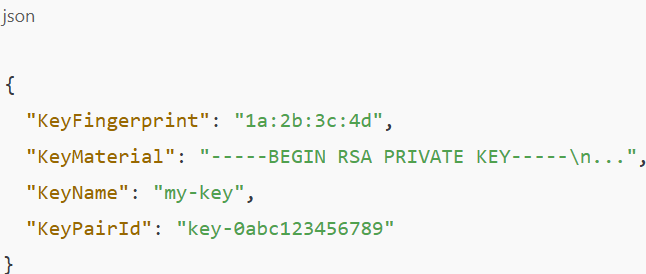 json
{
"KeyFingerprint": "1a:2b:3c:4d",
"KeyMaterial": "-----BEGIN RSA PRIVATE KEY-----\n...",
"KeyName": "my-key",
"KeyPairId": "key-0abc123456789"
}